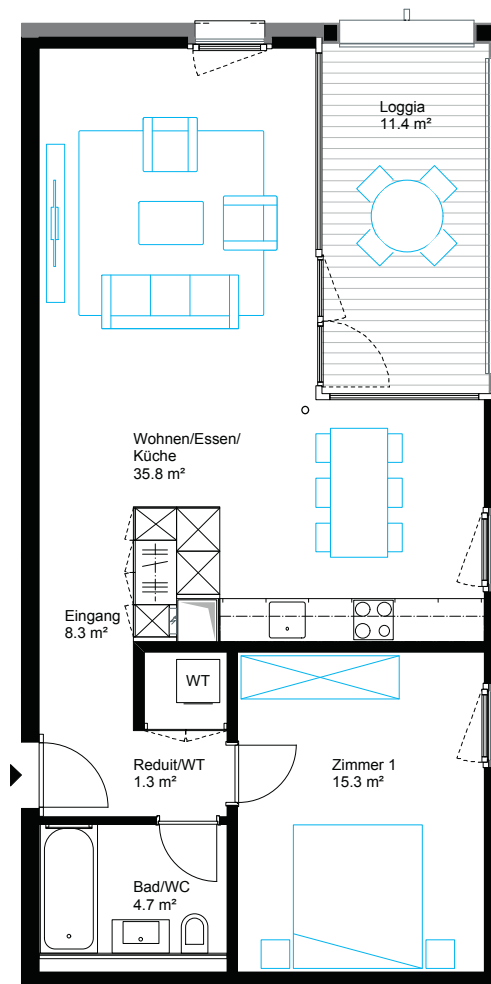 Loggia
11.4 m²
Wohnen/Essen/
Küche
35.8 m²
Eingang
8.3 m²
WT
Reduit/WT
1.3 m²
Zimmer 1
15.3 m²
Bad/WC
4.7 m²